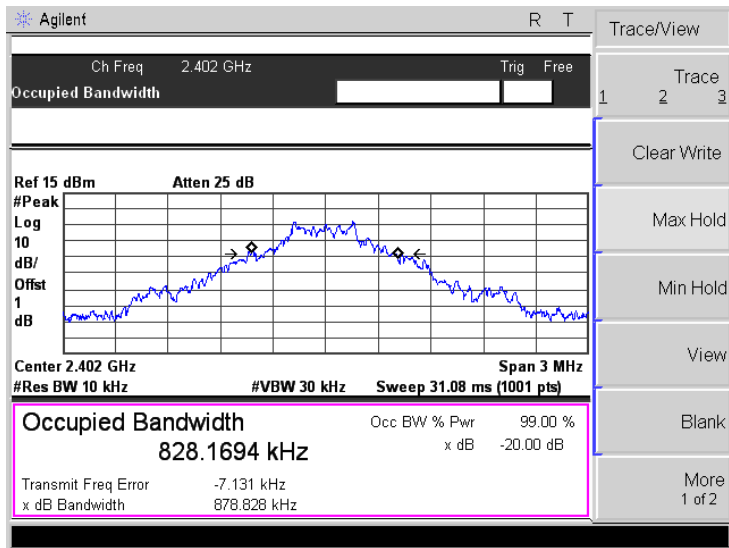 Agilent R T
Trace/View
Ch Freq 2.402 GHz Trig Free
Occupied Bandwidth
Trace
1 2 3
Clear Write
Ref 15 dBm Atten 25 dB
#Peak
Log
10
dB/
Offst
1
dB
Max Hold
Min Hold
View
Center 2.402 GHz Span 3 MHz
#Res BW 10 kHz #VBW 30 kHz Sweep 31.08 ms (1001 pts)
Occupied Bandwidth Occ BW % Pwr 99.00 %
828.1694 kHz x dB -20.00 dB
Blank
Transmit Freq Error -7.131 kHz
x dB Bandwidth 878.828 kHz
More
1 of 2